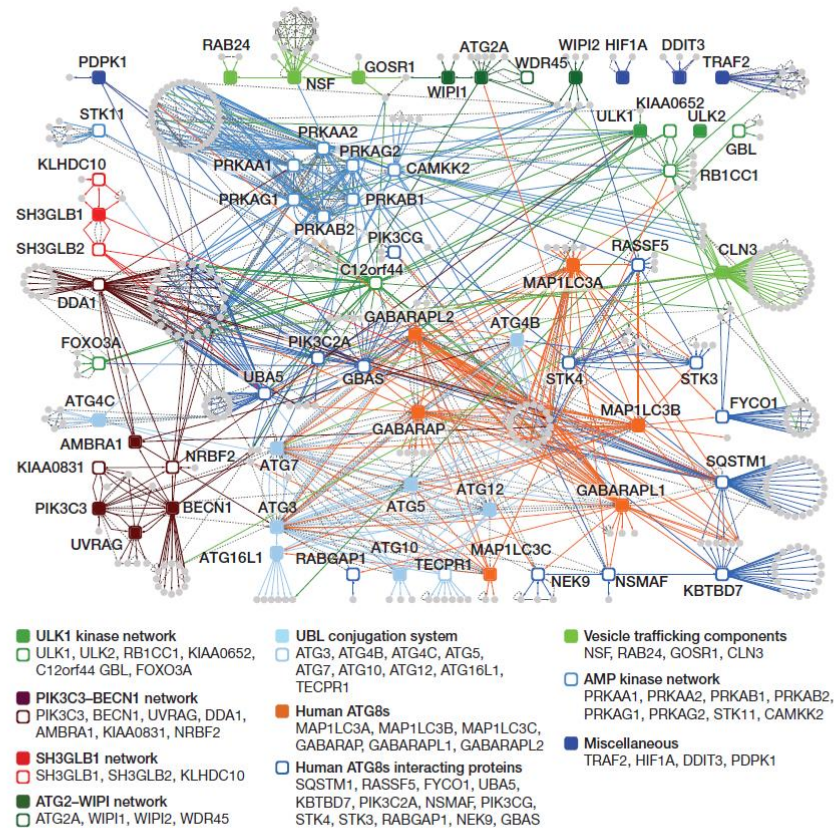 RAB24
GOSR1
ATG2A
WDR45
WIPI2 HIF1A DDIT3
PDPK1
TRAF2
NSF
WIPI1
STK11
PRKAA2
PRKAG2
ULK1
KIAA0652
ULK2
GBL
KLHDC10
PRKAA1
CAMKK2
RB1CC1
PRKAG1
PRKAB1
SH3GLB1
PRKAB2
SH3GLB2
PIK3CG
RASSF5
CLN3
C12orf44
MAP1LC3A
DDA1
GABARAPL2
ATG4B
FOXO3A
PIK3C2A
UBA5
GBAS
STK4
STK3
ATG4C
FYCO1
AMBRA1
GABARAP
MAP1LC3B
KIAA0831
NRBF2
ATG7
SQSTM1
PIK3C3
BECN1
ATG3
ATG5
ATG12
GABARAPL1
UVRAG
ATG16L1
RABGAP1
ATG10
TECPR1
MAP1LC3C
NEK9
NSMAF
KBTBD7
ULK1 kinase network
ULK1, ULK2, RB1CC1, KIAA0652,
C12orf44 GBL, FOXO3A
PIK3C3–BECN1 network
PIK3C3, BECN1, UVRAG, DDA1,
AMBRA1, KIAA0831, NRBF2
SH3GLB1 network
SH3GLB1, SH3GLB2, KLHDC10
ATG2–WIPI network
ATG2A, WIPI1, WIPI2, WDR45
UBL conjugation system
ATG3, ATG4B, ATG4C, ATG5,
ATG7, ATG10, ATG12, ATG16L1,
TECPR1
Human ATG8s
MAP1LC3A, MAP1LC3B, MAP1LC3C,
GABARAP, GABARAPL1, GABARAPL2
Human ATG8s interacting proteins
SQSTM1, RASSF5, FYCO1, UBA5,
KBTBD7, PIK3C2A, NSMAF, PIK3CG,
STK4, STK3, RABGAP1, NEK9, GBAS
Vesicle trafficking components
NSF, RAB24, GOSR1, CLN3
AMP kinase network
PRKAA1, PRKAA2, PRKAB1, PRKAB2,
PRKAG1, PRKAG2, STK11, CAMKK2
Miscellaneous
TRAF2, HIF1A, DDIT3, PDPK1